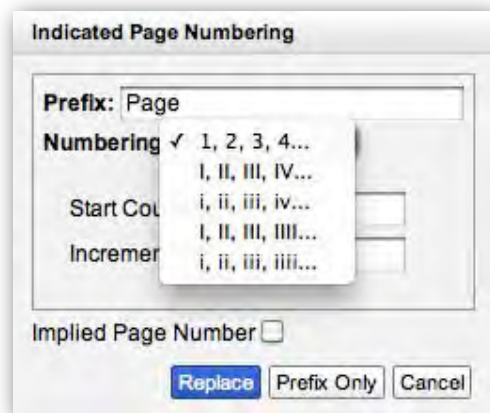 Indicated Page Numbering
Prefix: Page
Numbering ✓ 1, 2, 3, 4...
I, II, III, IV...
i, ii, iii, iv...
Start Cou
I, II, III, IIII...
Incremen
i, ii, iii, iiii...
Implied Page Number
Replace Prefix Only Cancel